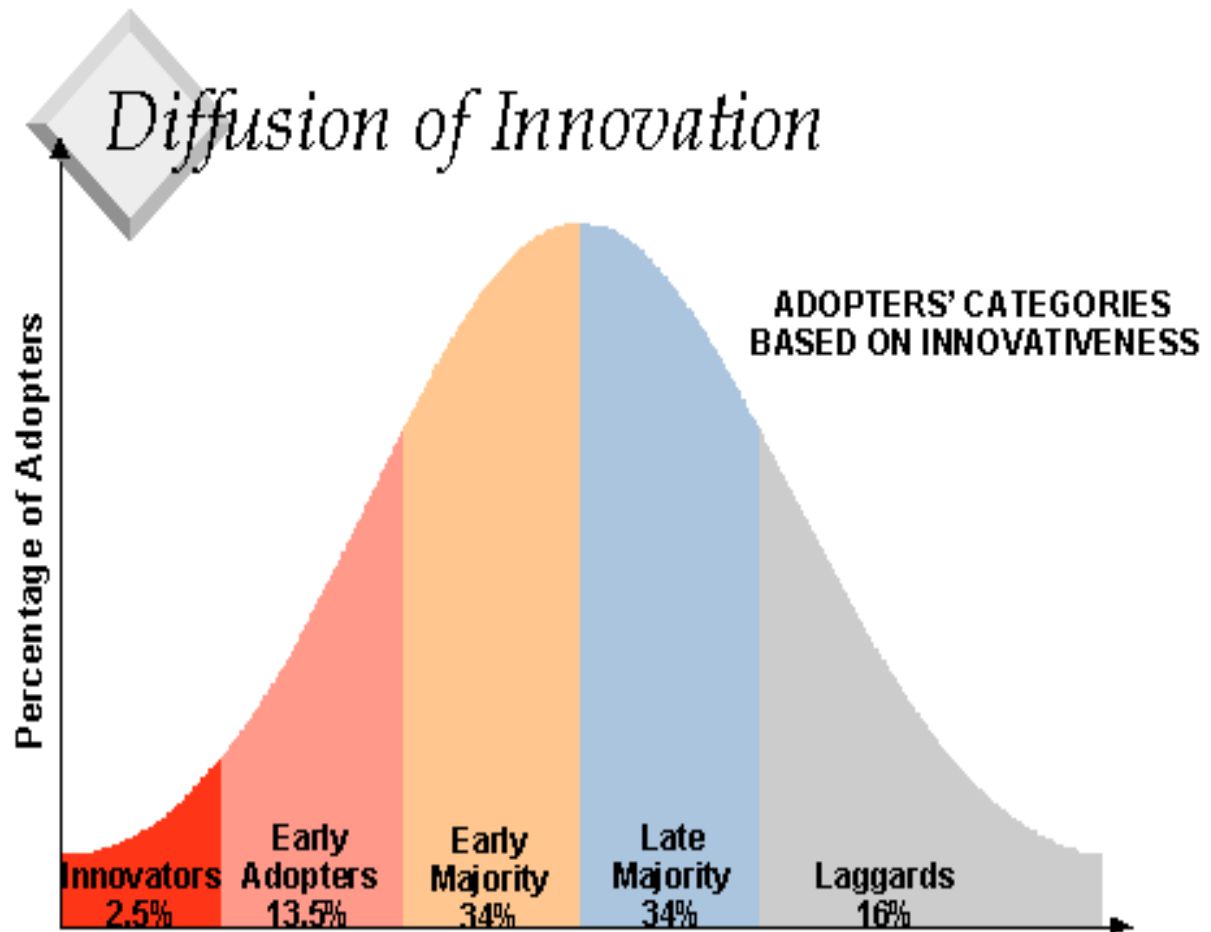 Diffusion of Innovation
Percentage of Adopters
ADOPTERS’ CATEGORIES
BASED ON INNOVATIVENESS
Innovators
2.5%
Early
Adopters
13.5%
Early
Majority
34%
Late
Majority
34%
Laggards
16%